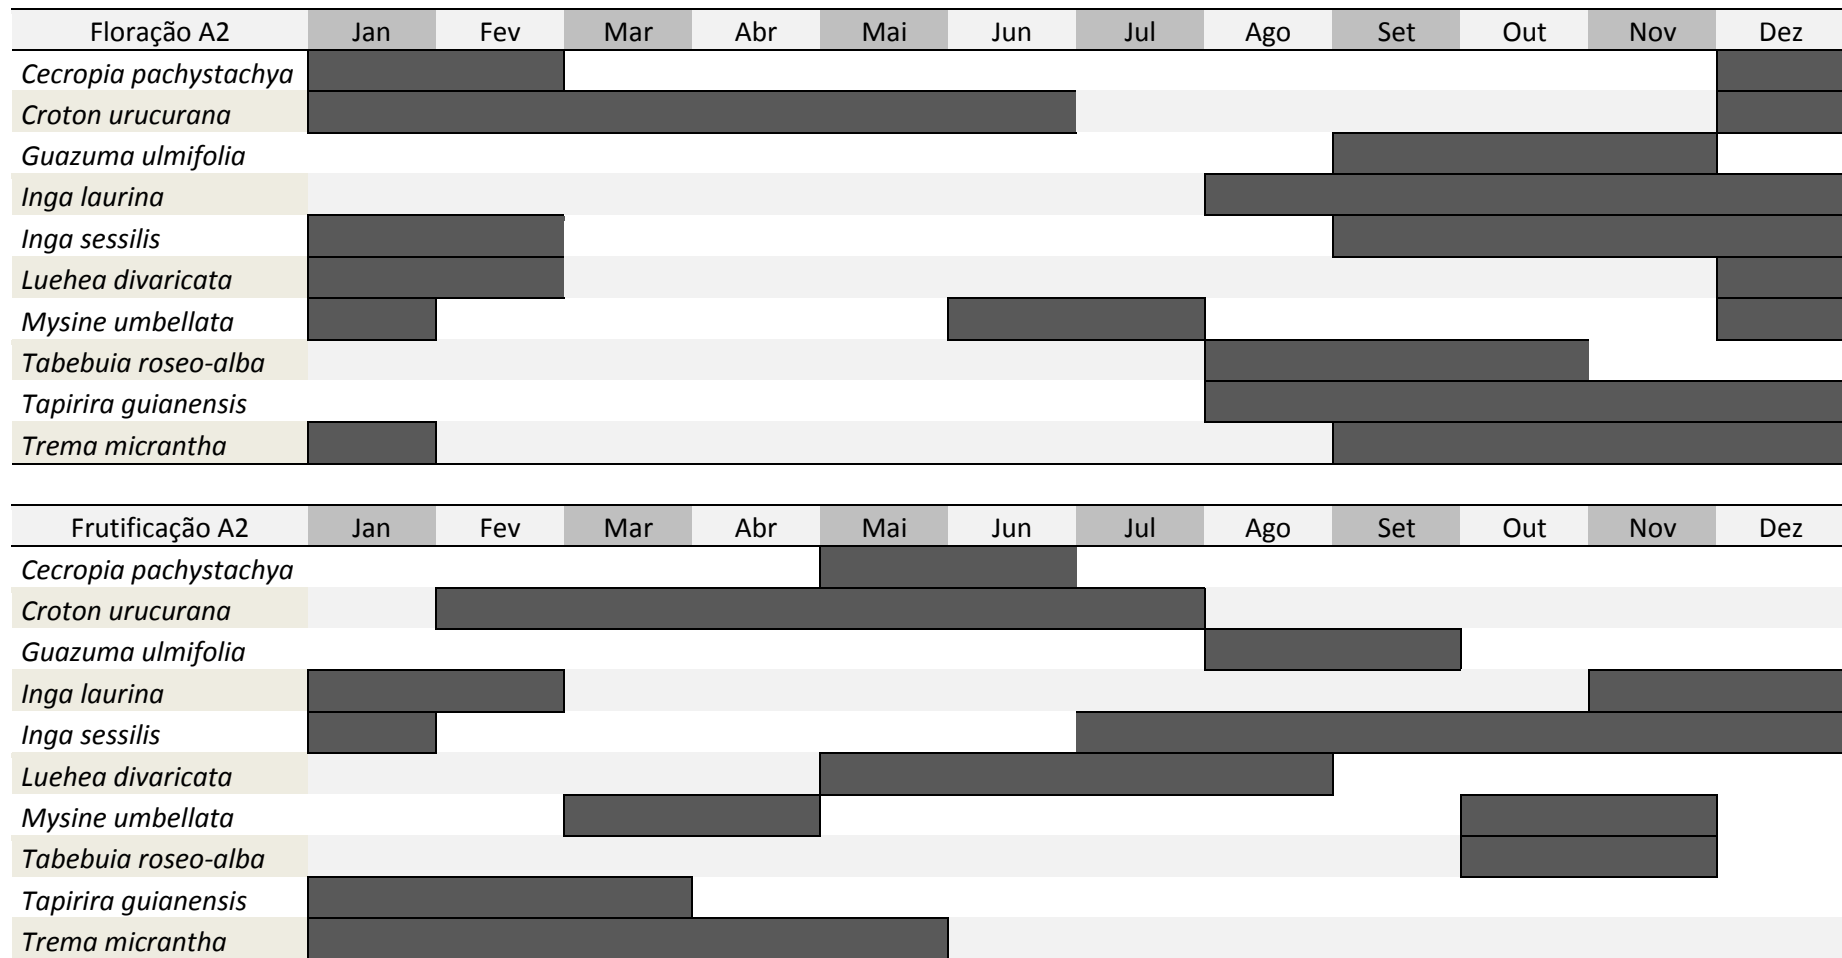 Floração A2 Jan Fev Mar Abr Mai Jun Jul Ago Set Out Nov Dez
Cecropia pachystachya
Croton urucurana
Guazuma ulmifolia
Inga laurina
Inga sessilis
Luehea divaricata
Mysine umbellata
Tabebuia roseo-alba
Tapirira guianensis
Trema micrantha
Frutificação A2 Jan Fev Mar Abr Mai Jun Jul Ago Set Out Nov Dez
Cecropia pachystachya
Croton urucurana
Guazuma ulmifolia
Inga laurina
Inga sessilis
Luehea divaricata
Mysine umbellata
Tabebuia roseo-alba
Tapirira guianensis
Trema micrantha